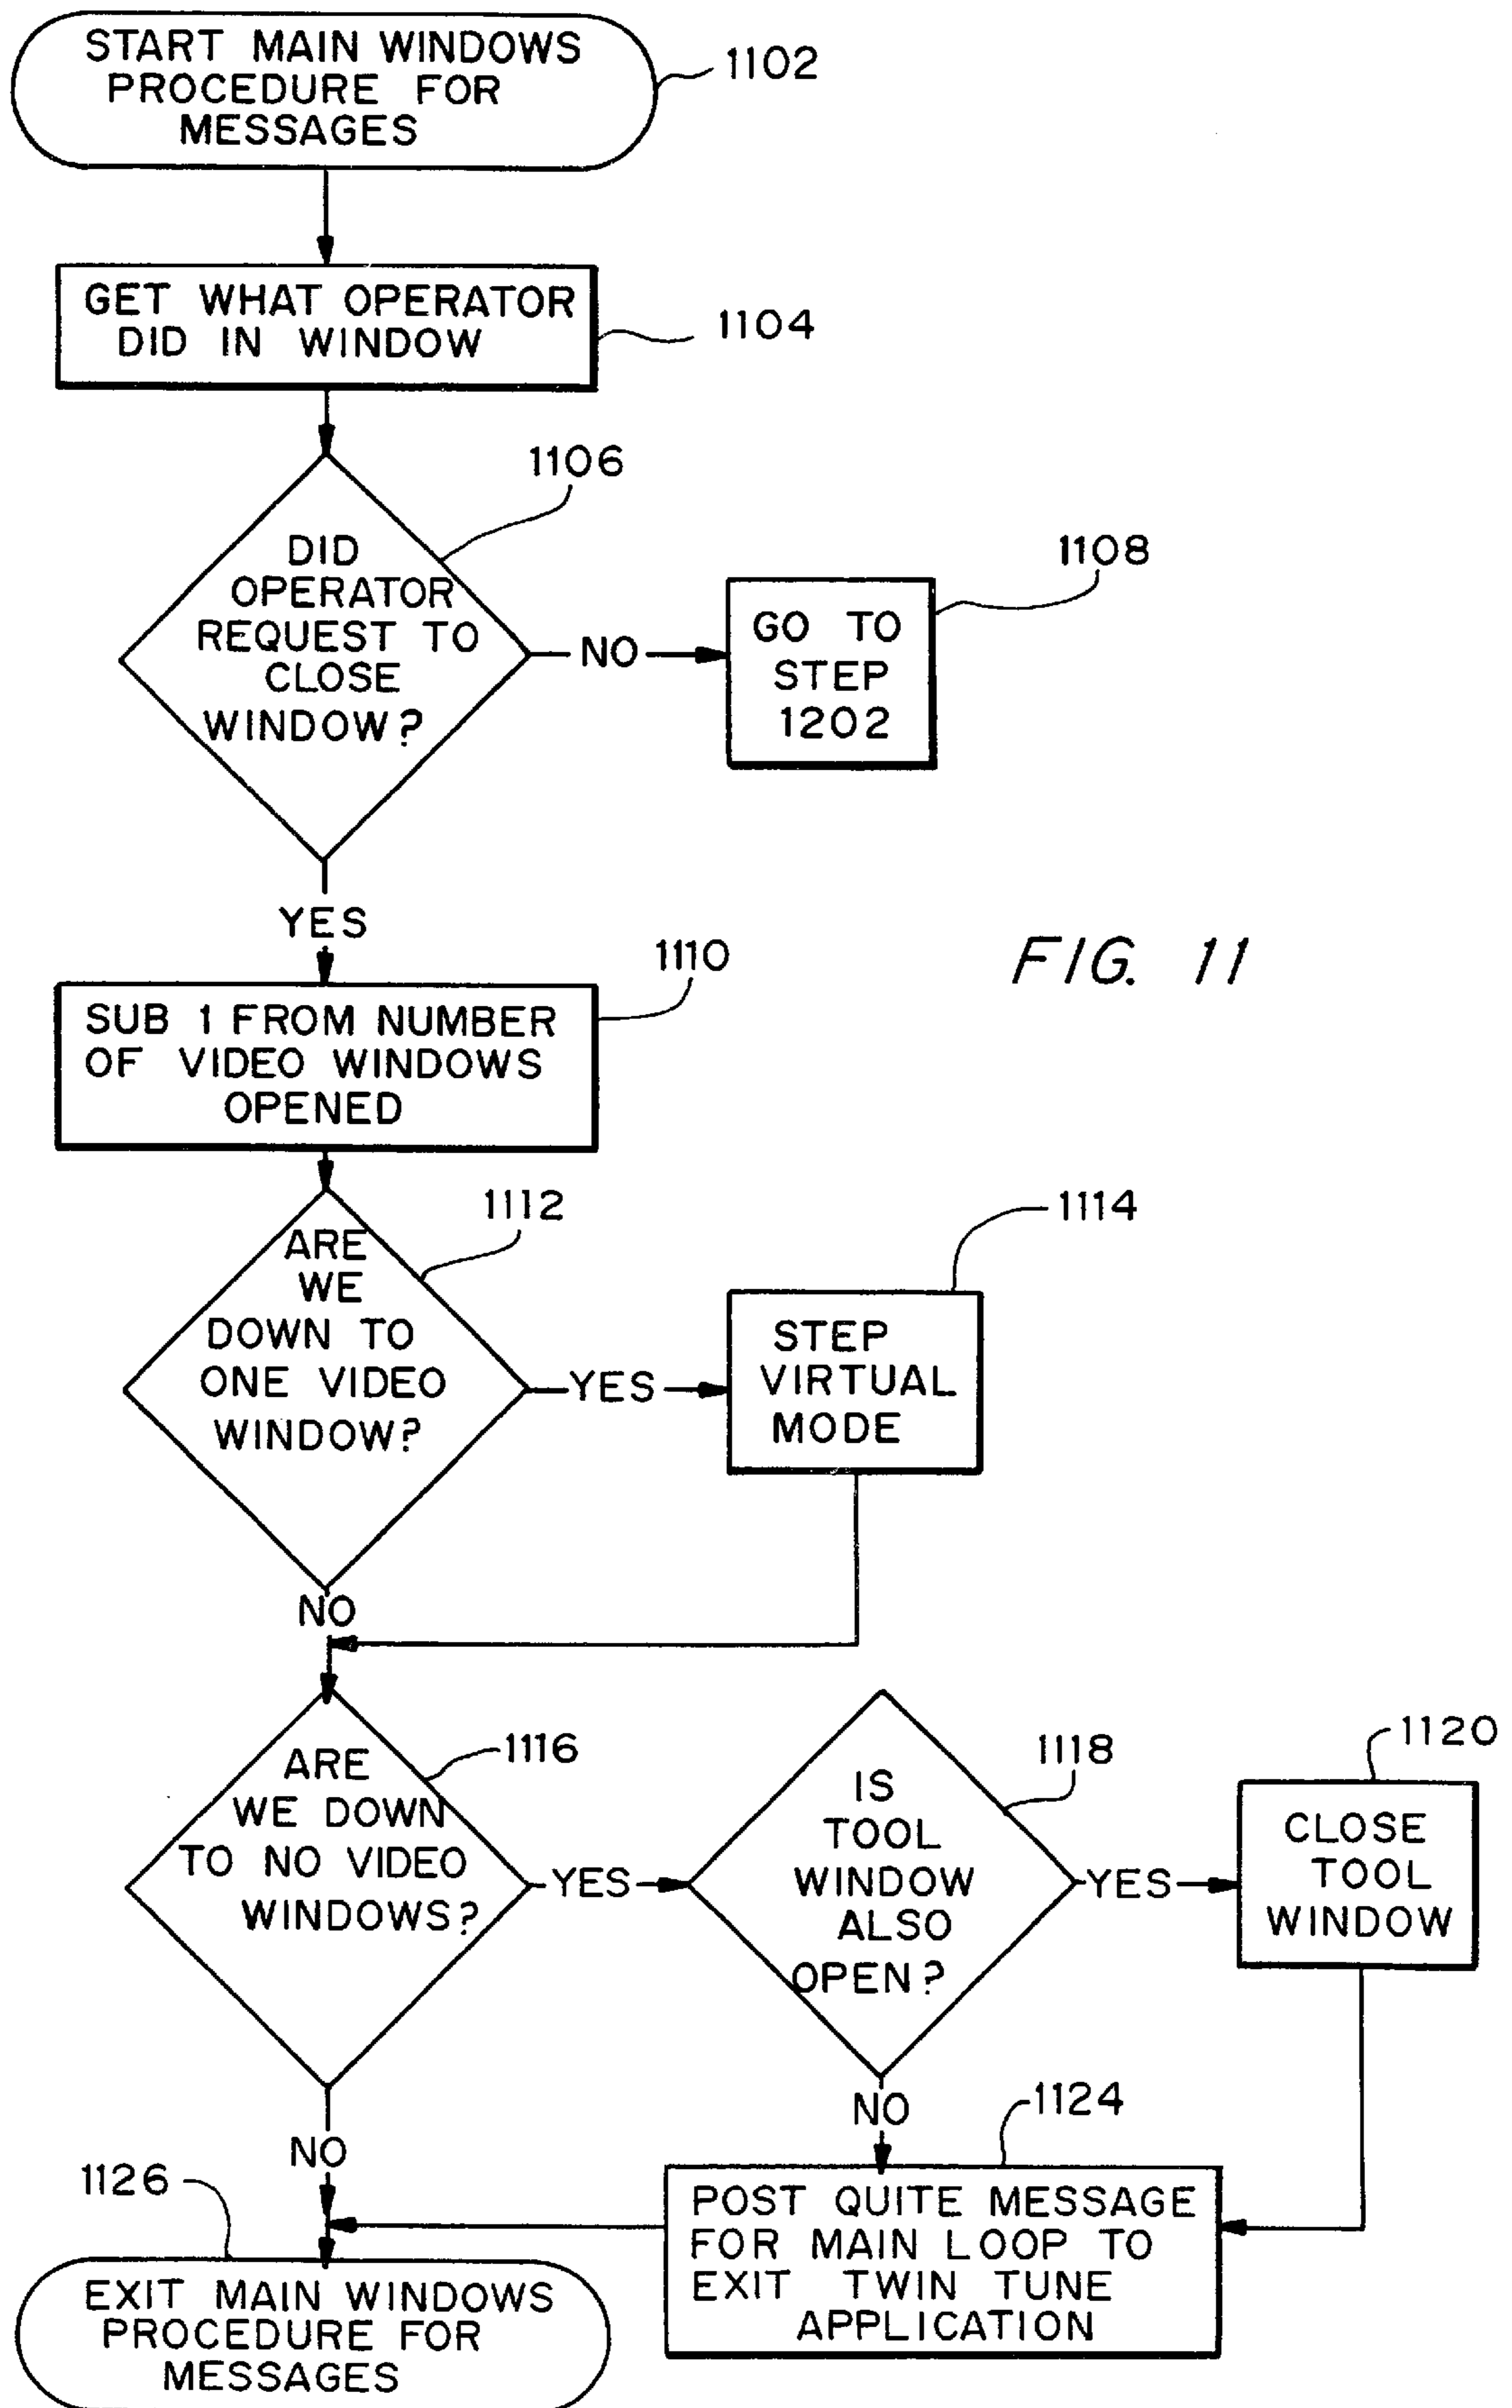 START MAIN WINDOWS
PROCEDURE FOR
MESSAGES
1102
GET WHAT OPERATOR
DID IN WINDOW
1104
1106
DID
OPERATOR
REQUEST TO
CLOSE
WINDOW?
NO
1108
GO TO
STEP
1202
YES
FIG. 11
1110
SUB 1 FROM NUMBER
OF VIDEO WINDOWS
OPENED
1112
ARE
WE
DOWN TO
ONE VIDEO
WINDOW?
YES
1114
STEP
VIRTUAL
MODE
NO
1116
ARE
WE DOWN
TO NO VIDEO
WINDOWS?
YES
1118
IS
TOOL
WINDOW
ALSO
OPEN?
YES
1120
CLOSE
TOOL
WINDOW
NO
NO
1124
POST QUITE MESSAGE
FOR MAIN LOOP TO
EXIT TWIN TUNE
APPLICATION
1126
EXIT MAIN WINDOWS
PROCEDURE FOR
MESSAGES